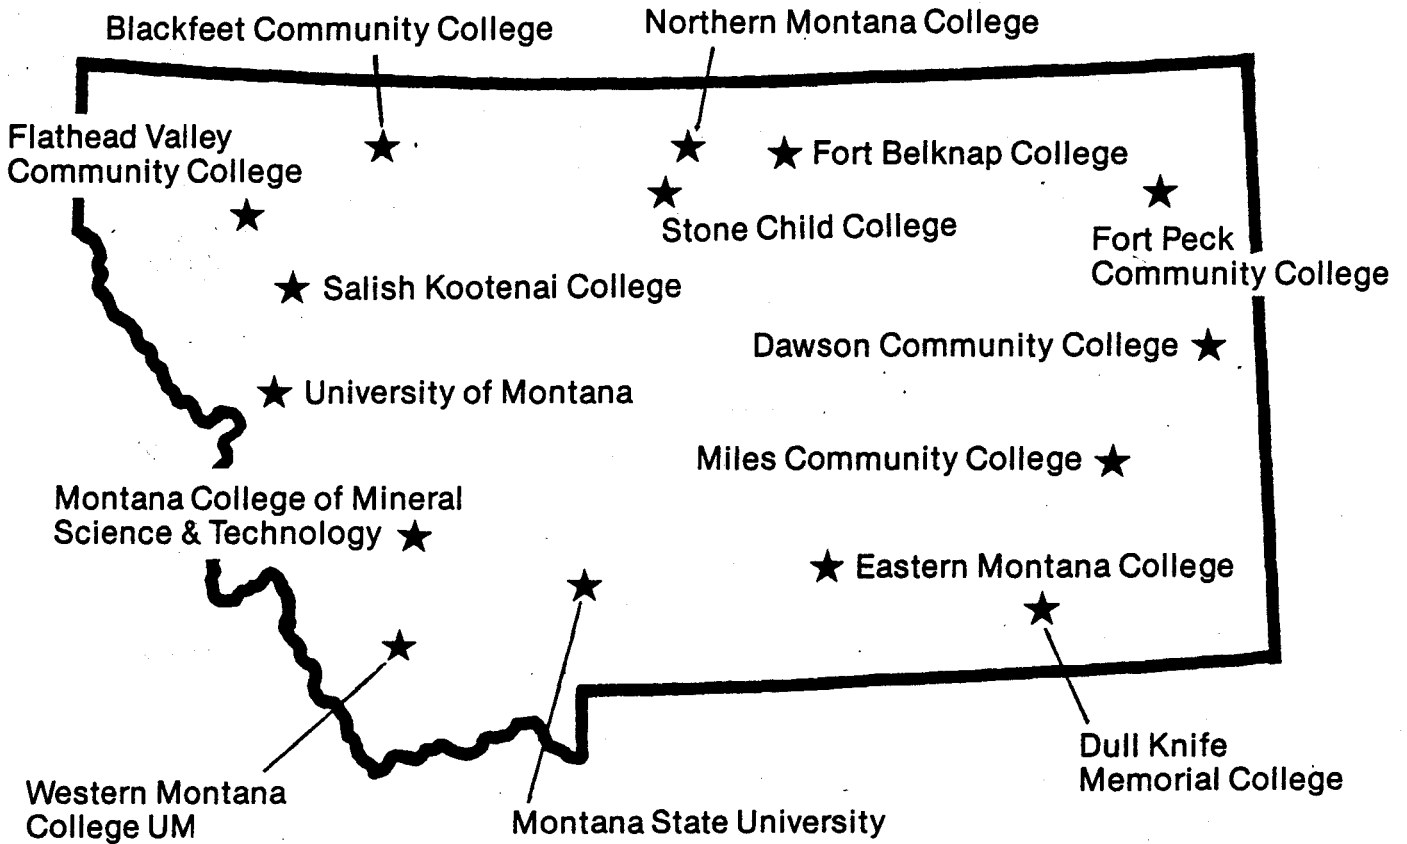 Blackfeet Community College
Northern Montana College
Flathead Valley
Community College
Fort Belknap College
Stone Child College
Fort Peck
Community College
Salish Kootenai College
Dawson Community College
University of Montana
Miles Community College
Montana College of Mineral
Science & Technology
Eastern Montana College
Dull Knife
Memorial College
Western Montana
College UM
Montana State University